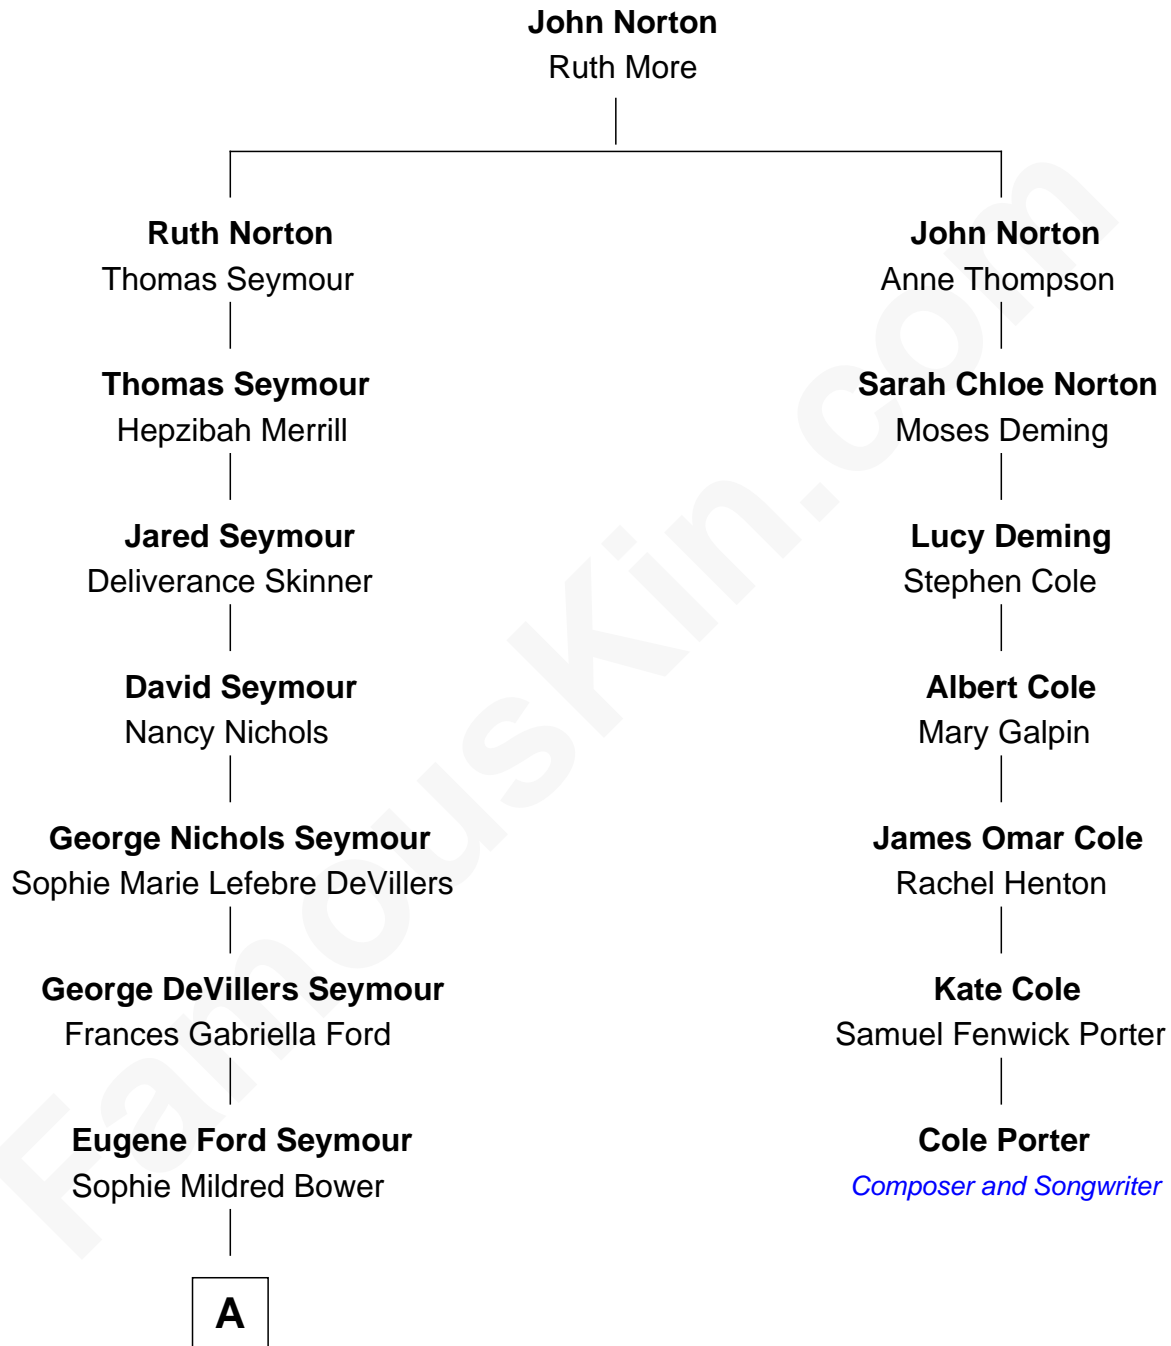 John Norton
Ruth More
Ruth Norton
Thomas Seymour
John Norton
Anne Thompson
Thomas Seymour
Hepzibah Merrill
Sarah Chloe Norton
Moses Deming
Jared Seymour
Deliverance Skinner
Lucy Deming
Stephen Cole
David Seymour
Nancy Nichols
Albert Cole
Mary Galpin
George Nichols Seymour
Sophie Marie Lefebre DeVillers
James Omar Cole
Rachel Henton
George DeVillers Seymour
Frances Gabriella Ford
Kate Cole
Samuel Fenwick Porter
Eugene Ford Seymour
Sophie Mildred Bower
Cole Porter
Composer and Songwriter
A
FamousKin.com